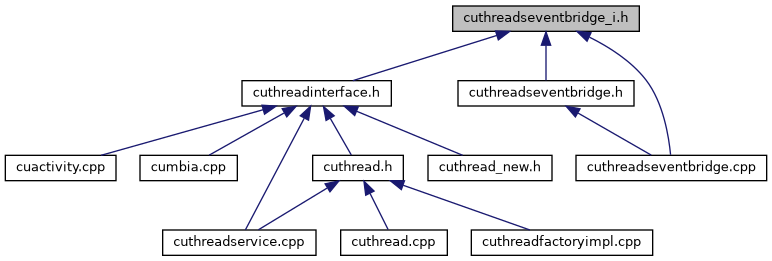 cuthreadseventbridge_i.h
cuthreadinterface.h
cuthreadseventbridge.h
cuactivity.cpp
cumbia.cpp
cuthread.h
cuthread_new.h
cuthreadseventbridge.cpp
cuthreadservice.cpp
cuthread.cpp
cuthreadfactoryimpl.cpp